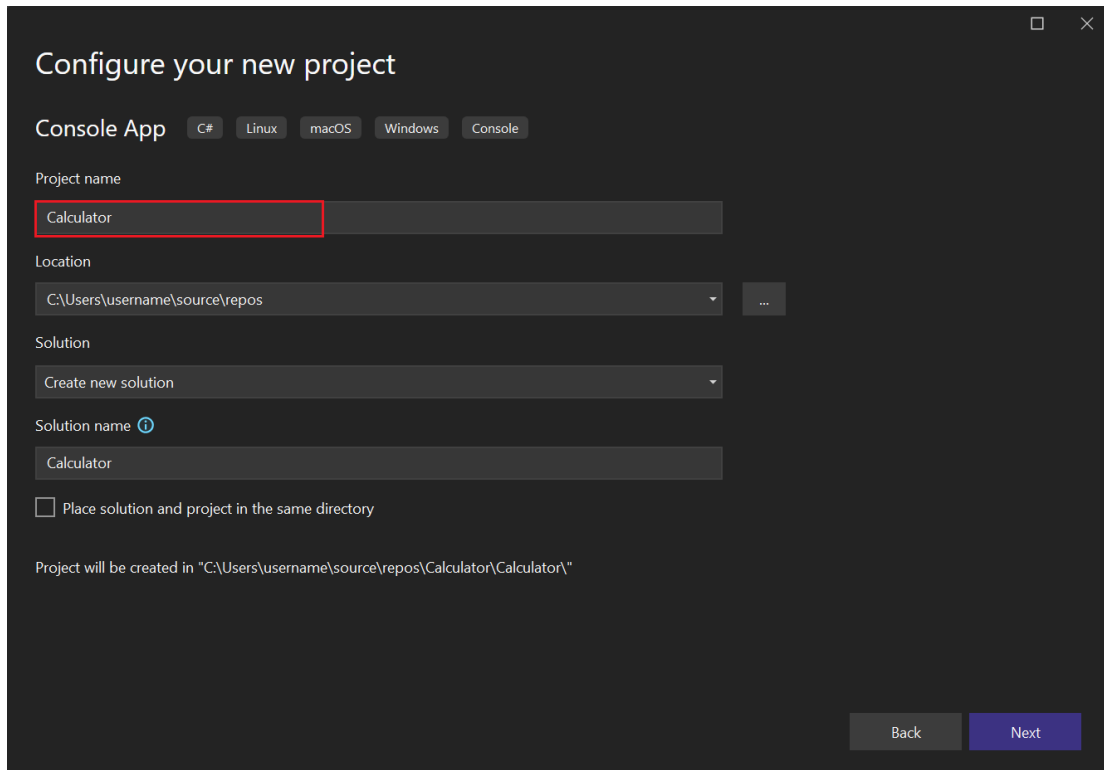 Configure your new project
Console App C# Linux macOS Windows Console
Project name
Calculator
Location
C:\Users\username\source\repos ...
Solution
Create new solution
Solution name
Calculator
Place solution and project in the same directory
Project will be created in "C:\Users\username\source\repos\Calculator\Calculator\"
Back Next